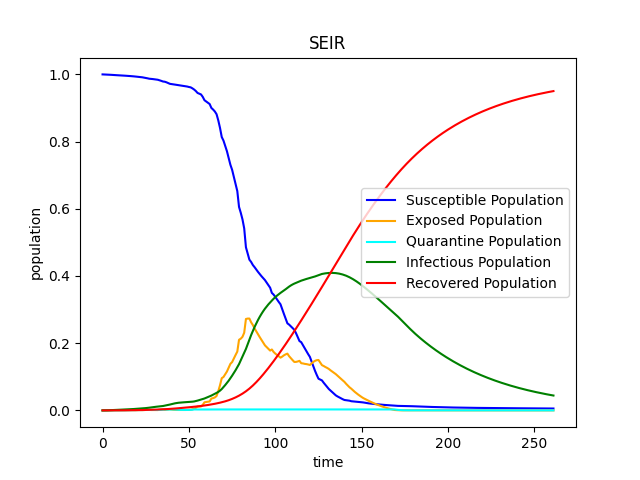 SEIR
population
1.0
0.8
0.6
0.4
0.2
0.0
Susceptible Population
Exposed Population
Quarantine Population
Infectious Population
Recovered Population
0
50
100
150
200
250
time